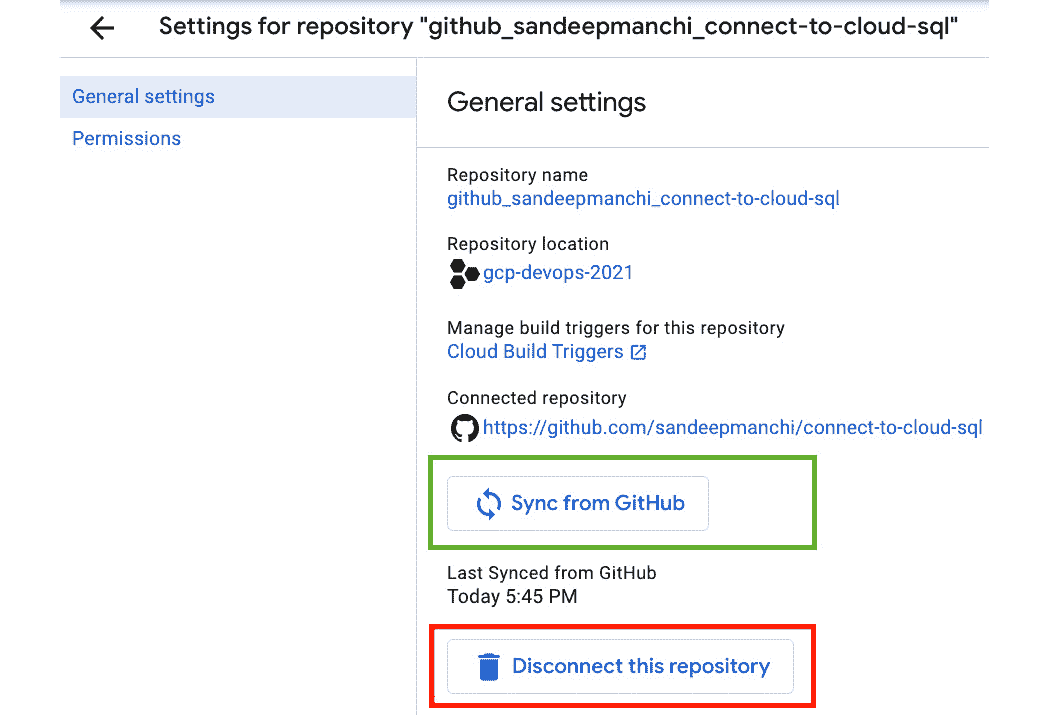 Settings for repository "github_sandeepmanchi_connect-to-cloud-sql"
General settings
Permissions
General settings
Repository name
github_sandeepmanchi_connect-to-cloud-sql
Repository location
gcp-devops-2021
Manage build triggers for this repository
Cloud Build Triggers
Connected repository
https://github.com/sandeepmanchi/connect-to-cloud-sql
Sync from GitHub
Last Synced from GitHub
Today 5:45 PM
Disconnect this repository